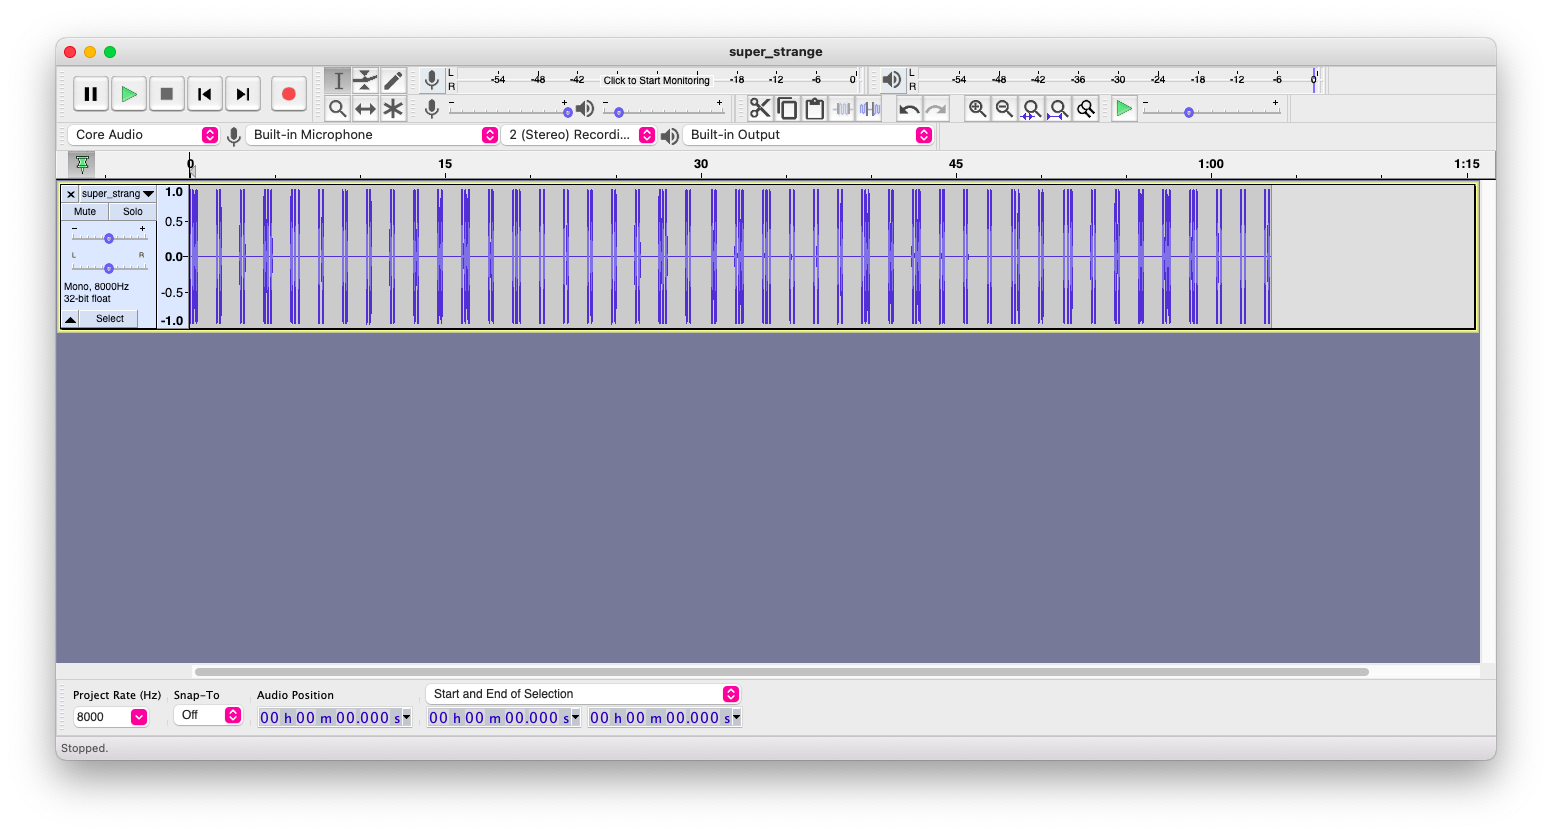 super_strange
L
R
-54 -48 -42 Click to Start Monitoring -18 -12 -6 0
L
R
-54 -48 -42 -36 -30 -24 -18 -12 -6 0
- +
- +
- +
Core Audio
Built-in Microphone
2 (Stereo) Recordi...
Built-in Output
0 15 30 45 1:00 1:15
super_strang
Mute Solo
- +
L R
Mono, 8000Hz
32-bit float
Select
1.0
0.5
0.0
-0.5
-1.0
Project Rate (Hz) Snap-To Audio Position
Start and End of Selection
8000 Off 00 h 00 m 00.000 s 00 h 00 m 00.000 s 00 h 00 m 00.000 s
Stopped.